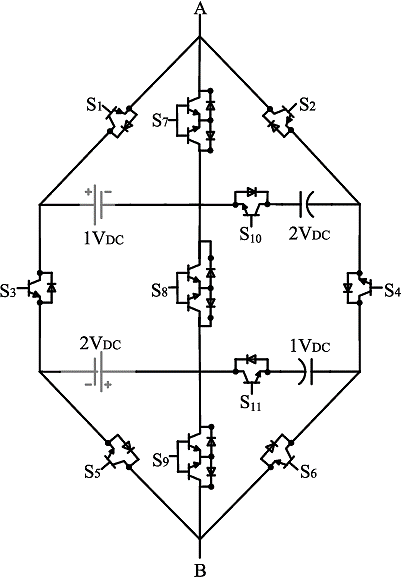 A
S1
S2
S7
+ -
1VDC
S10
2VDC
S3
S8
S4
2VDC
1VDC
- +
S11
S5
S9
S6
B